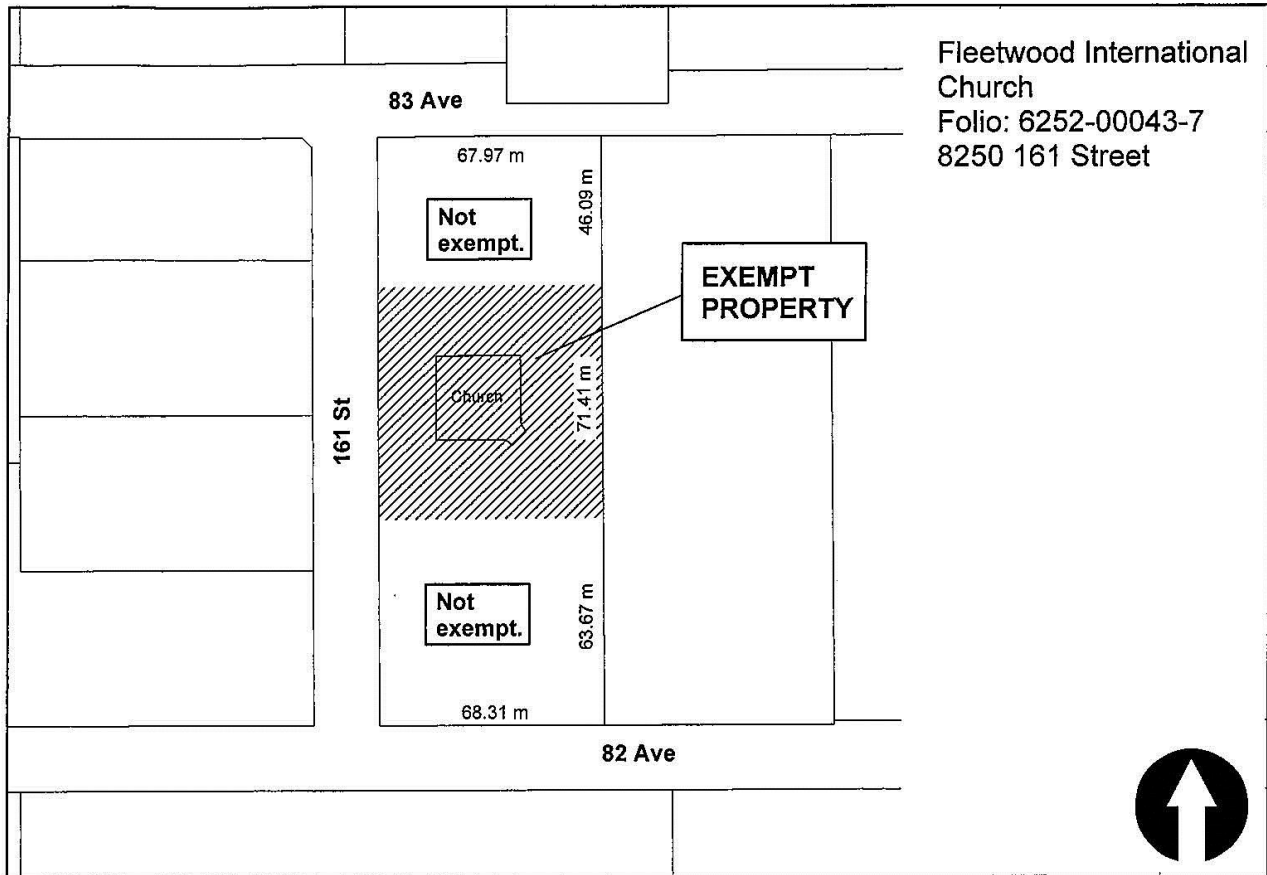 Fleetwood International
Church
Folio: 6252-00043-7
8250 161 Street
83 Ave
67.97 m
46.09 m
Not
exempt.
EXEMPT
PROPERTY
Church
71.41 m
161 St
Not
exempt.
63.67 m
68.31 m
82 Ave